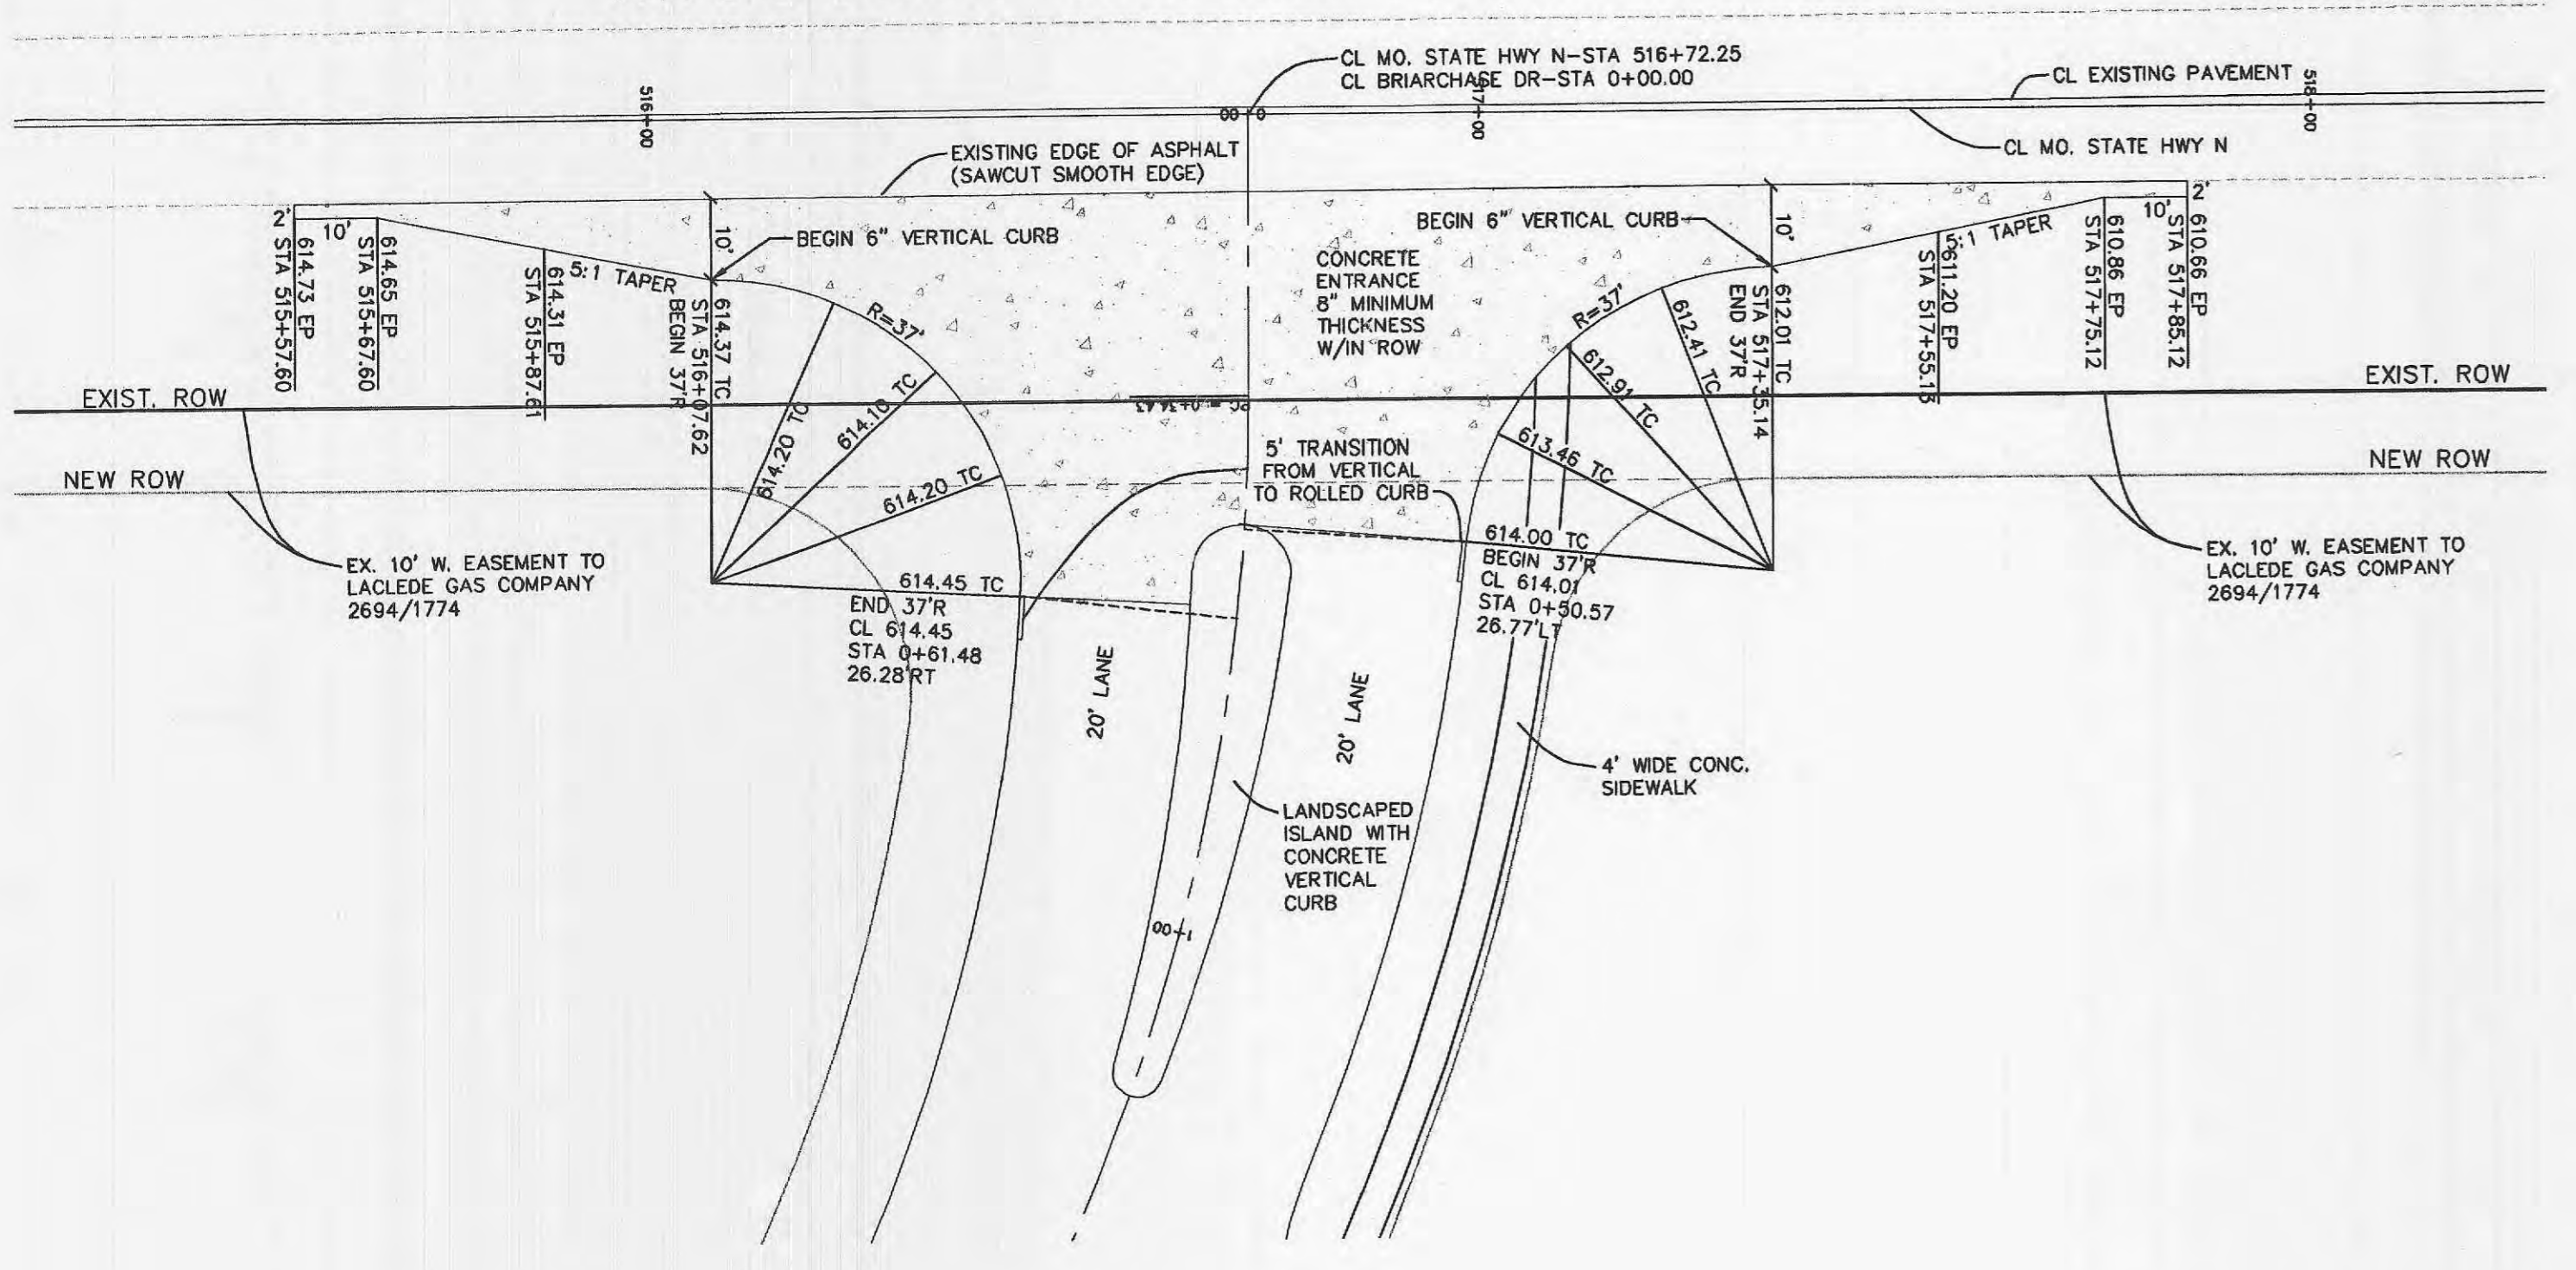 CL MO. STATE HWY N-STA 516+72.25
CL BRIARCHASE DR-STA 0+00.00
CL EXISTING PAVEMENT
516+00
517+00
518+00
CL MO. STATE HWY N
EXISTING EDGE OF ASPHALT
(SAWCUT SMOOTH EDGE)
2'
10'
614.73 EP
STA 515+57.60
614.65 EP
STA 515+67.60
614.31 EP
STA 515+87.61
5:1 TAPER
10'
BEGIN 6" VERTICAL CURB
614.37 TC
STA 516+07.62
BEGIN 37'R
R=37'
614.20 TC
614.10 TC
614.20 TC
614.45 TC
END 37'R
CL 614.45
STA 0+61.48
26.28'RT
BEGIN 6" VERTICAL CURB
CONCRETE
ENTRANCE
8" MINIMUM
THICKNESS
W/IN ROW
R=37'
10'
612.01 TC
STA 517+35.14
END 37'R
612.41 TC
612.91 TC
613.46 TC
614.00 TC
BEGIN 37'R
CL 614.01
STA 0+50.57
26.77'LT
5:1 TAPER
611.20 EP
STA 517+55.13
610.86 EP
STA 517+75.12
10'
2'
610.66 EP
STA 517+85.12
EXIST. ROW
EXIST. ROW
NEW ROW
NEW ROW
PC = 0+34.43
5' TRANSITION
FROM VERTICAL
TO ROLLED CURB
EX. 10' W. EASEMENT TO
LACLEDE GAS COMPANY
2694/1774
EX. 10' W. EASEMENT TO
LACLEDE GAS COMPANY
2694/1774
20' LANE
20' LANE
4' WIDE CONC.
SIDEWALK
LANDSCAPED
ISLAND WITH
CONCRETE
VERTICAL
CURB
1+00